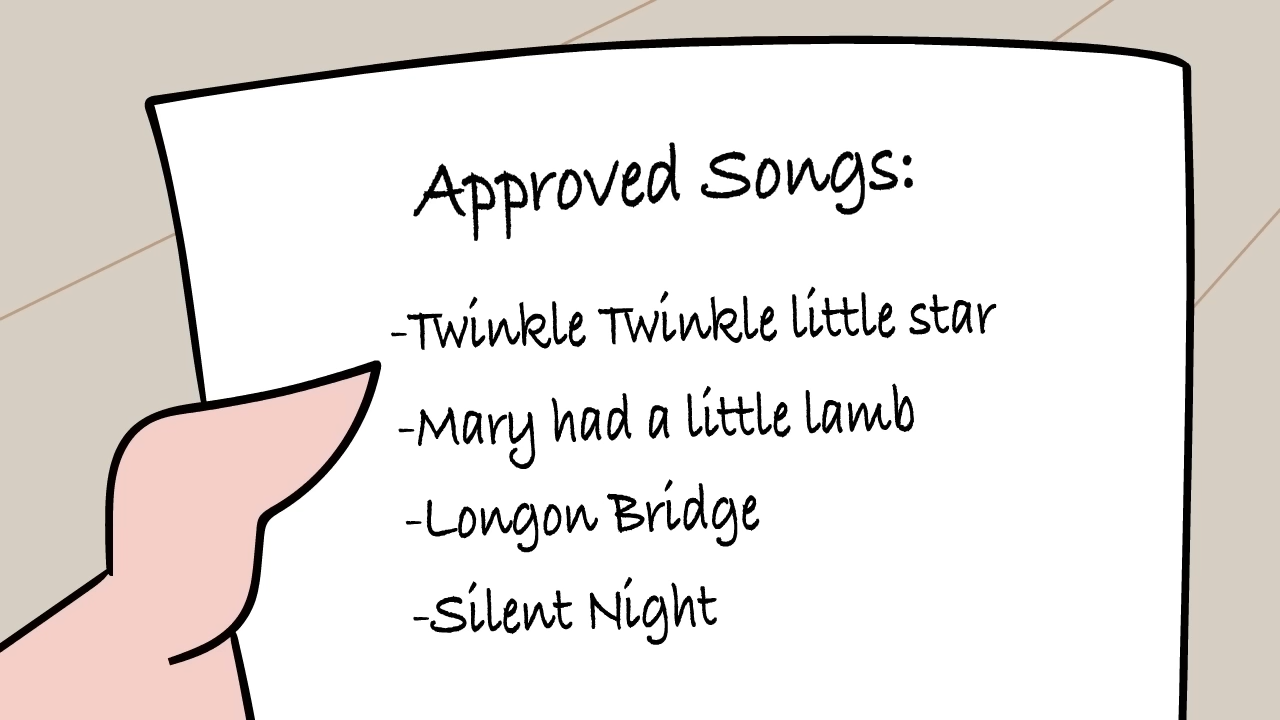 Approved Songs:
-Twinkle Twinkle little star
-Mary had a little lamb
-Longon Bridge
-Silent Night